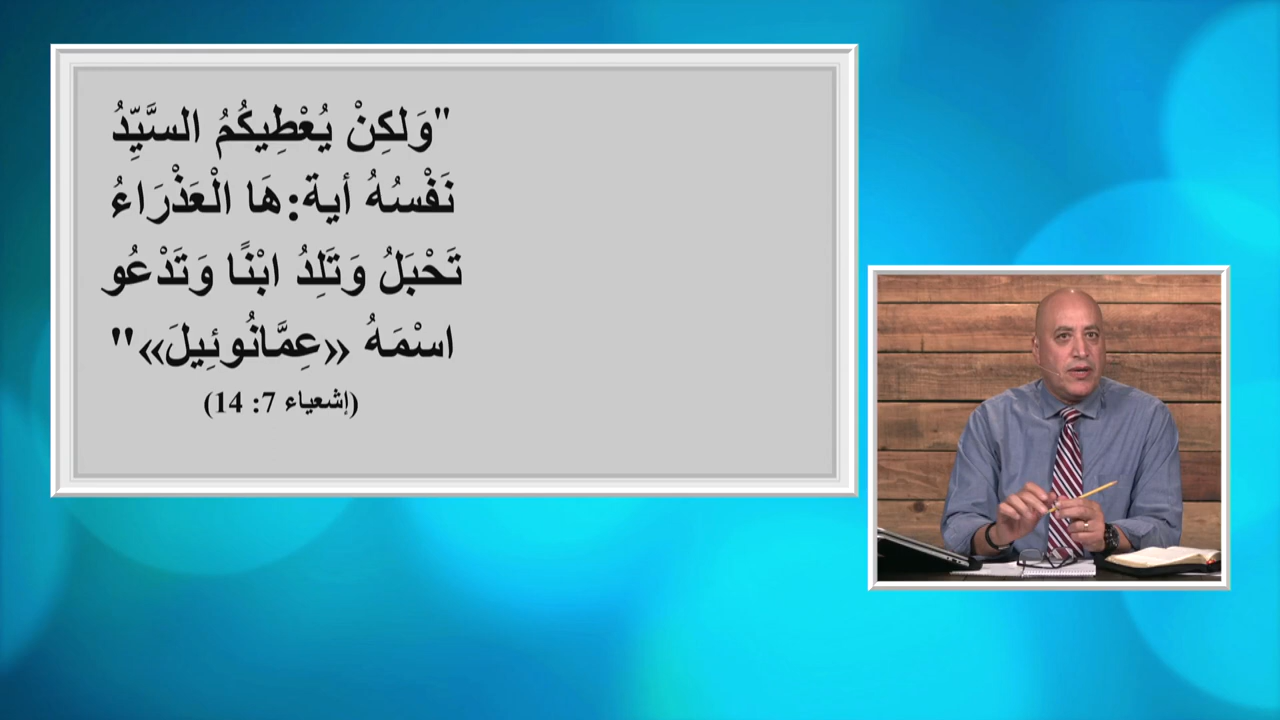 "وَلكِنْ يُعْطِيكُمُ السَّيِّدُ
نَفْسُهُ أية:هَا الْعَذْرَاءُ
تَحْبَلُ وَتَلِدُ ابْنًا وَتَدْعُو
اسْمَهُ «عِمَّانُوئِيلَ»"
(إشعياء 7: 14)